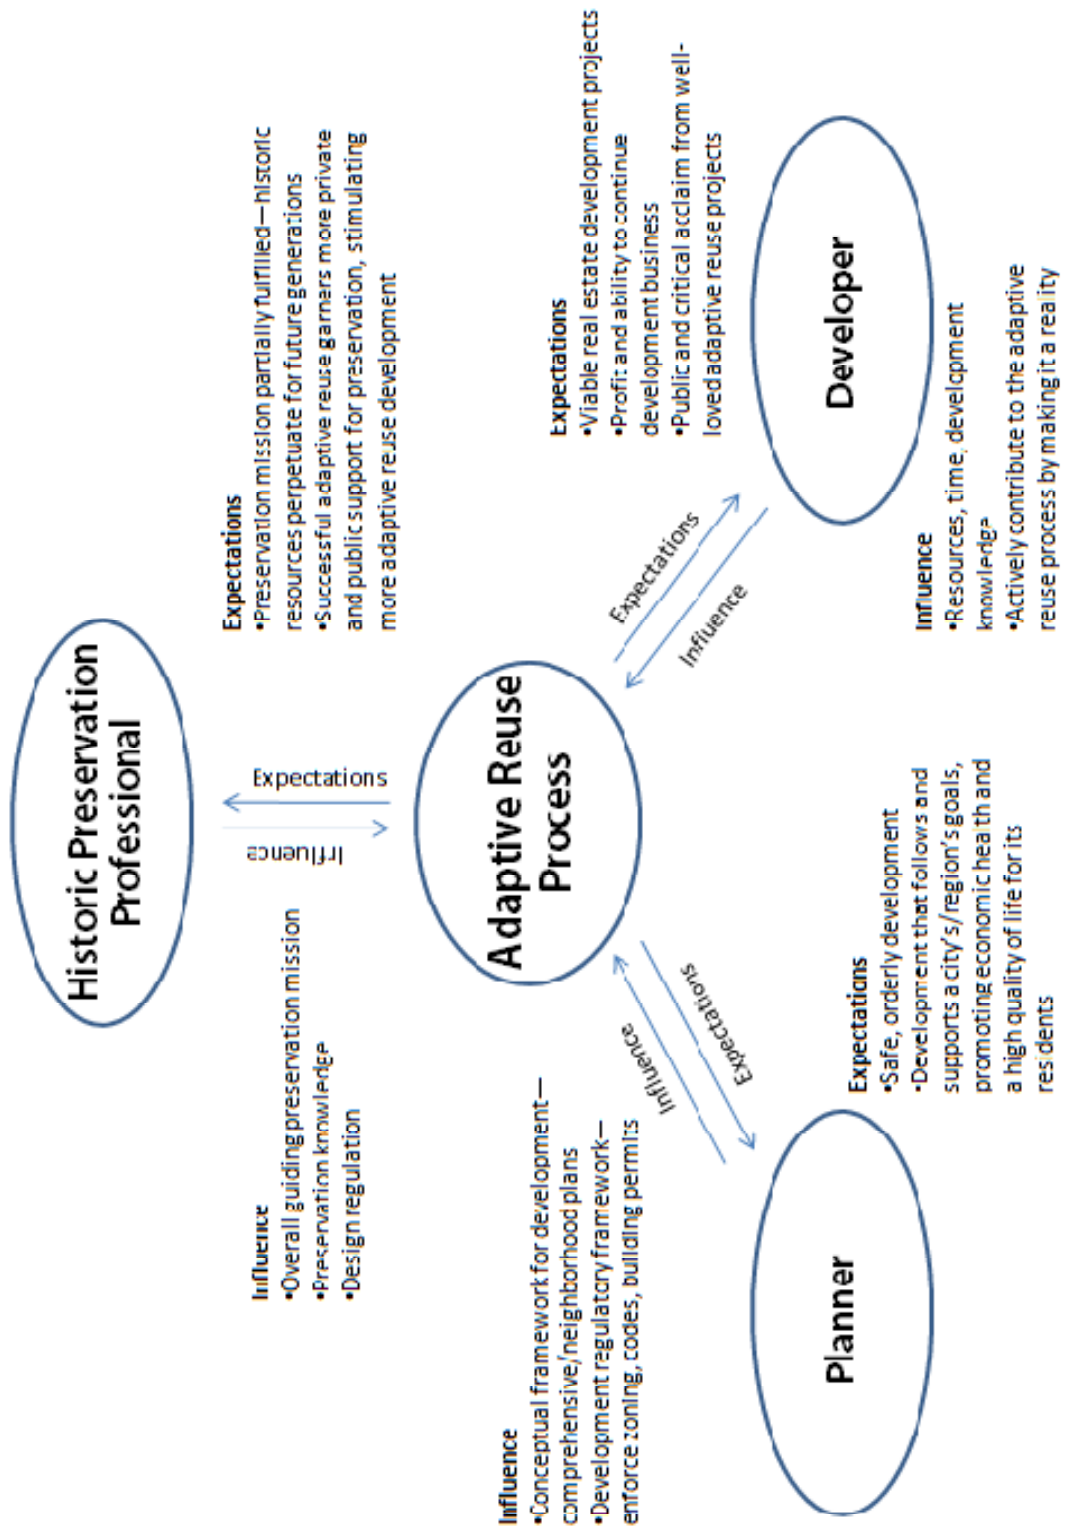 Historic Preservation
Professional
Influence
•Overall guiding preservation mission
•Preservation knowledge
•Design regulation
Influence
Expectations
Expectations
•Preservation mission partially fulfilled—historic
resources perpetuate for future generations
•Successful adaptive reuse garners more private
and public support for preservation, stimulating
more adaptive reuse development
Adaptive Reuse
Process
Influence
•Conceptual framework for development—
comprehensive/neighborhood plans
•Development regulatory framework—
enforce zoning, codes, building permits
Influence
Expectations
Expectations
Influence
Expectations
•Viable real estate development projects
•Profit and ability to continue
development business
•Public and critical acclaim from well-
loved adaptive reuse projects
Planner
Expectations
•Safe, orderly development
•Development that follows and
supports a city's/region's goals,
promoting economic health and
a high quality of life for its
residents
Developer
Influence
•Resources, time, development
knowledge
•Actively contribute to the adaptive
reuse process by making it a reality